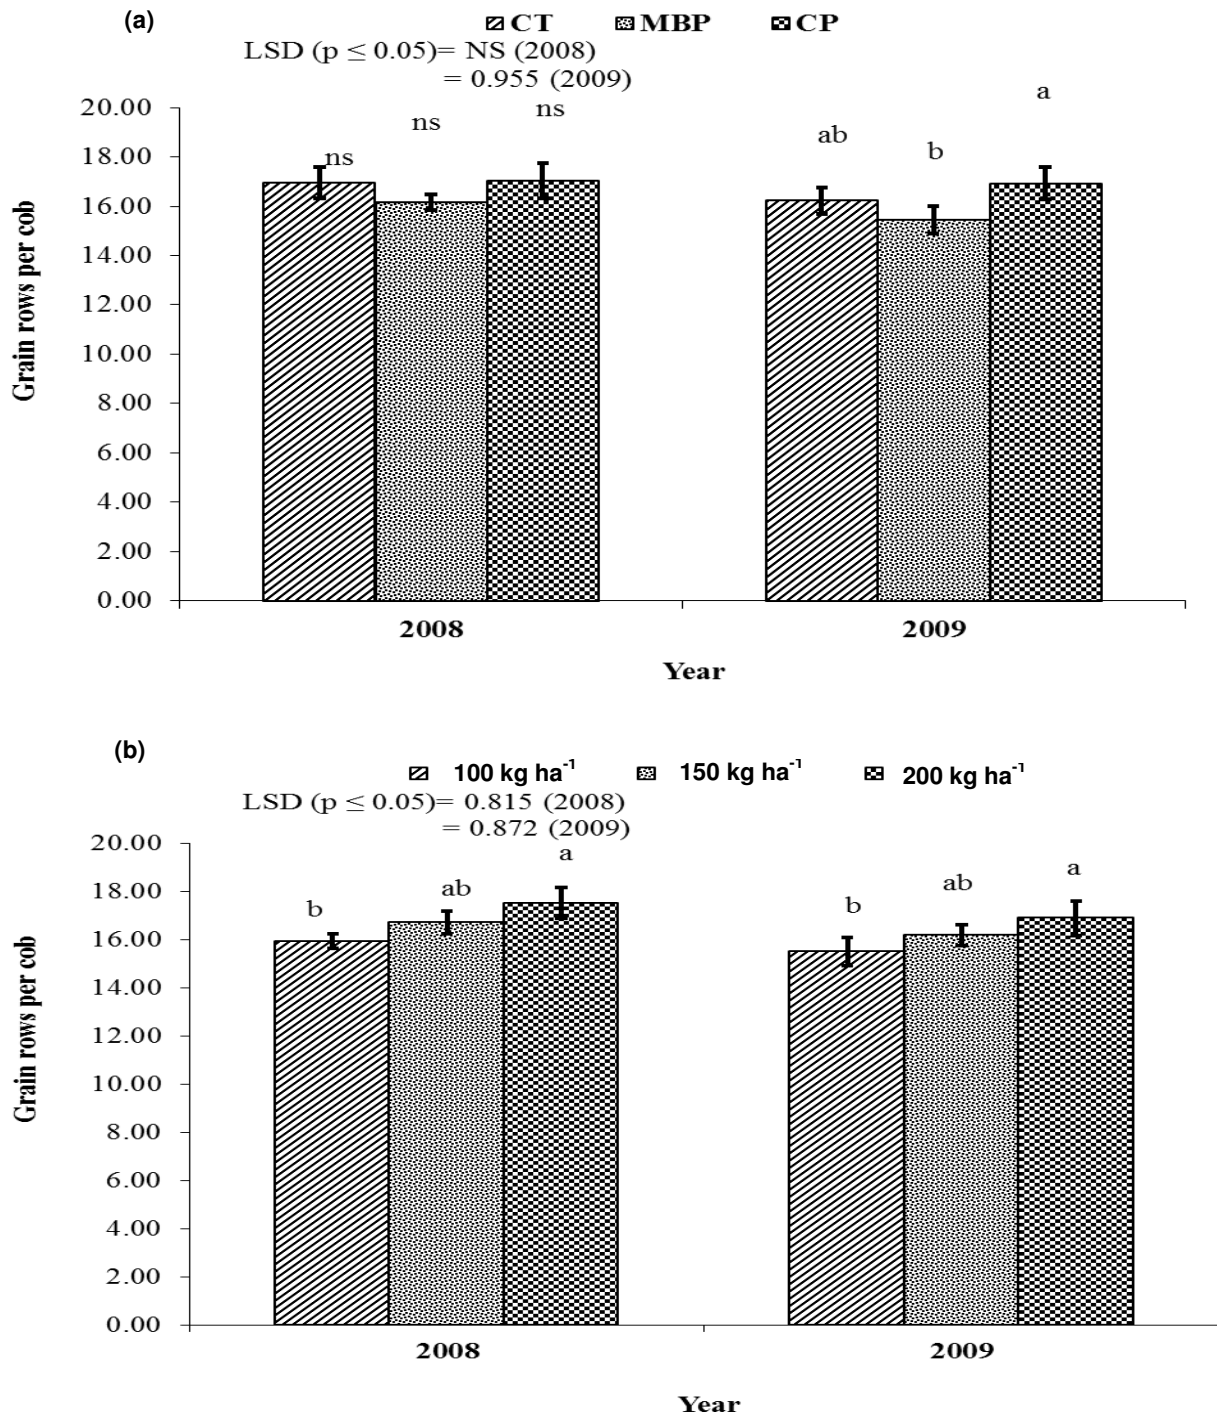 (a)
CT MBP CP
LSD (p ≤ 0.05)= NS (2008)
= 0.955 (2009)
20.00
18.00
16.00
14.00
12.00
10.00
8.00
6.00
4.00
2.00
0.00
Grain rows per cob
ns
ns
ns
ab
b
a
2008 2009
Year
(b)
100 kg ha⁻¹ 150 kg ha⁻¹ 200 kg ha⁻¹
LSD (p ≤ 0.05)= 0.815 (2008)
= 0.872 (2009)
20.00
18.00
16.00
14.00
12.00
10.00
8.00
6.00
4.00
2.00
0.00
Grain rows per cob
b
ab
a
b
ab
a
2008 2009
Year